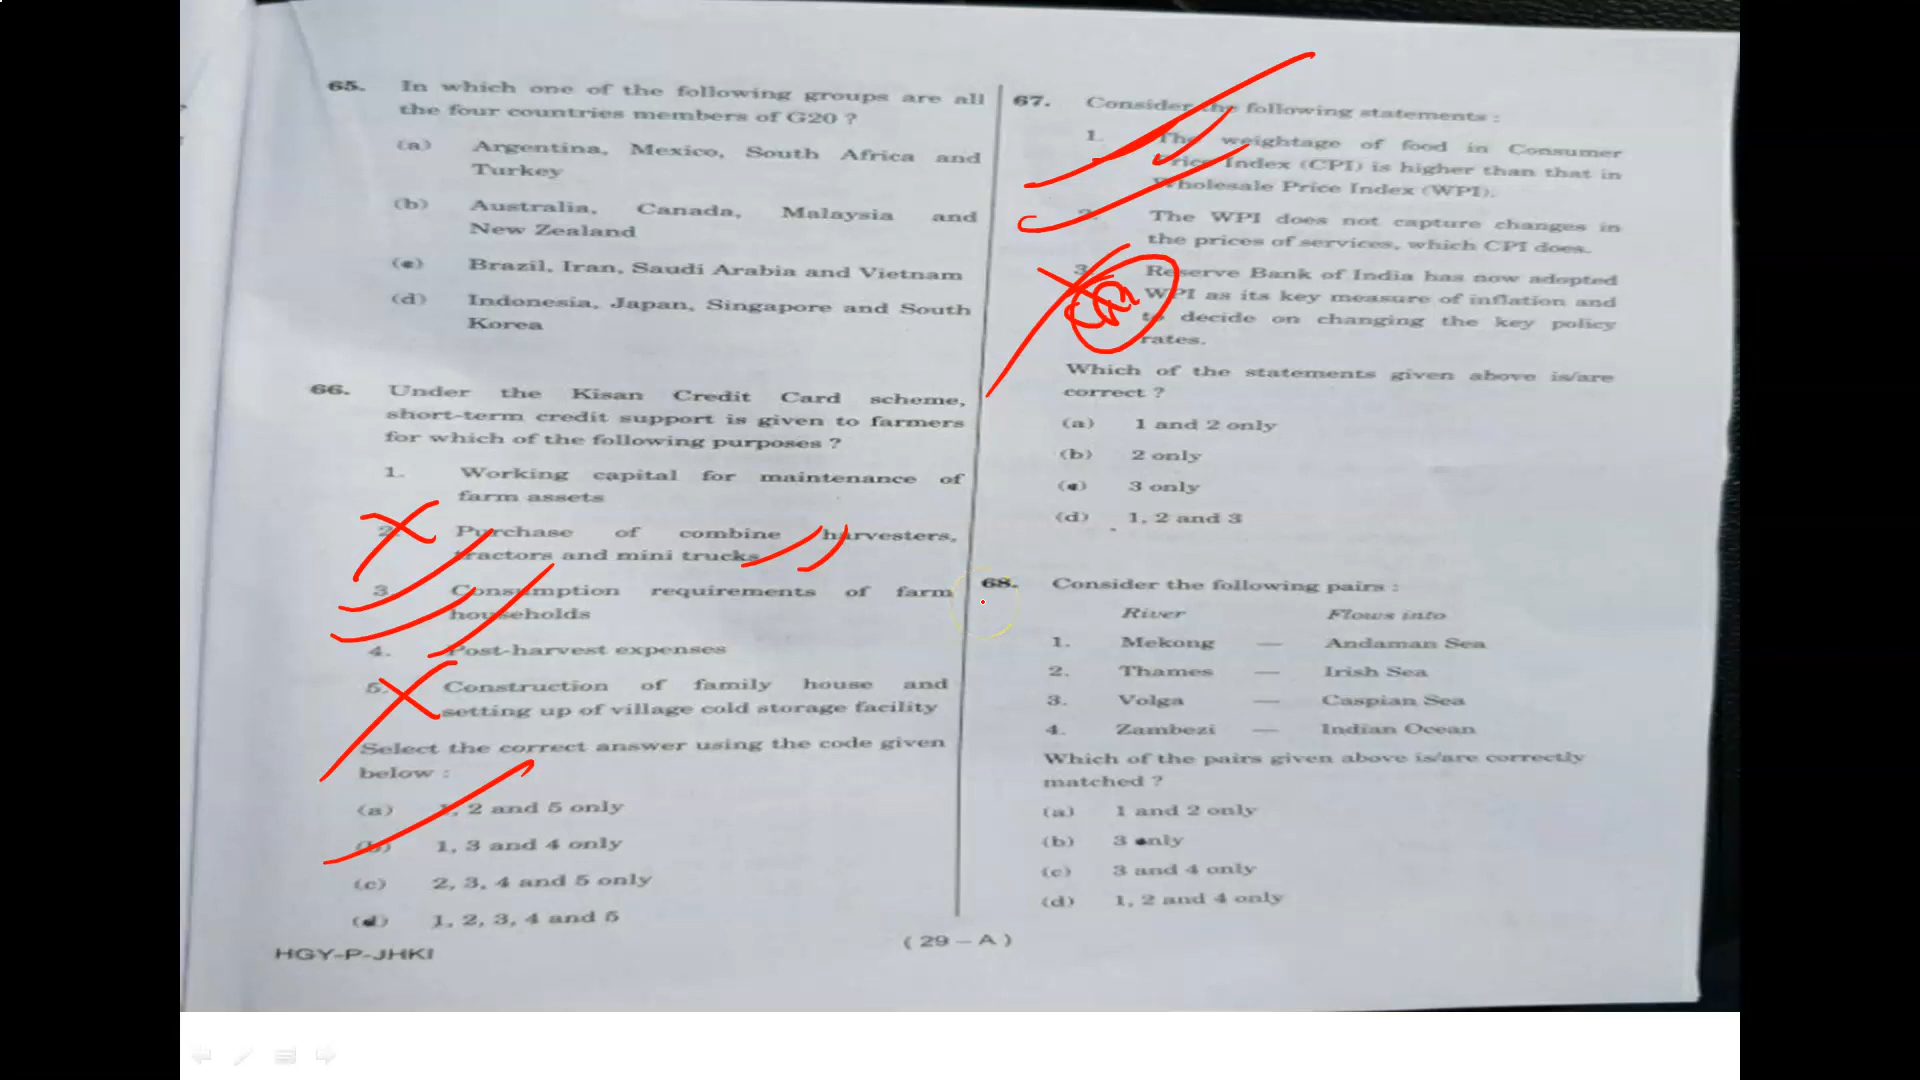 65. In which one of the following groups are all
the four countries members of G20 ?
(a) Argentina, Mexico, South Africa and
Turkey
(b) Australia, Canada, Malaysia and
New Zealand
(c) Brazil, Iran, Saudi Arabia and Vietnam
(d) Indonesia, Japan, Singapore and South
Korea
66. Under the Kisan Credit Card scheme,
short-term credit support is given to farmers
for which of the following purposes ?
1. Working capital for maintenance of
farm assets
2. Purchase of combine harvesters,
tractors and mini trucks
3. Consumption requirements of farm
households
4. Post-harvest expenses
5. Construction of family house and
setting up of village cold storage facility
Select the correct answer using the code given
below :
(a) 1, 2 and 5 only
(b) 1, 3 and 4 only
(c) 2, 3, 4 and 5 only
(d) 1, 2, 3, 4 and 5
HGY-P-JHKI
67. Consider the following statements :
1. The weightage of food in Consumer
Price Index (CPI) is higher than that in
Wholesale Price Index (WPI).
2. The WPI does not capture changes in
the prices of services, which CPI does.
3. Reserve Bank of India has now adopted
WPI as its key measure of inflation and
to decide on changing the key policy
rates.
Which of the statements given above is/are
correct ?
(a) 1 and 2 only
(b) 2 only
(c) 3 only
(d) 1, 2 and 3
68. Consider the following pairs :
River Flows into
1. Mekong — Andaman Sea
2. Thames — Irish Sea
3. Volga — Caspian Sea
4. Zambezi — Indian Ocean
Which of the pairs given above is/are correctly
matched ?
(a) 1 and 2 only
(b) 3 only
(c) 3 and 4 only
(d) 1, 2 and 4 only
( 29 – A )